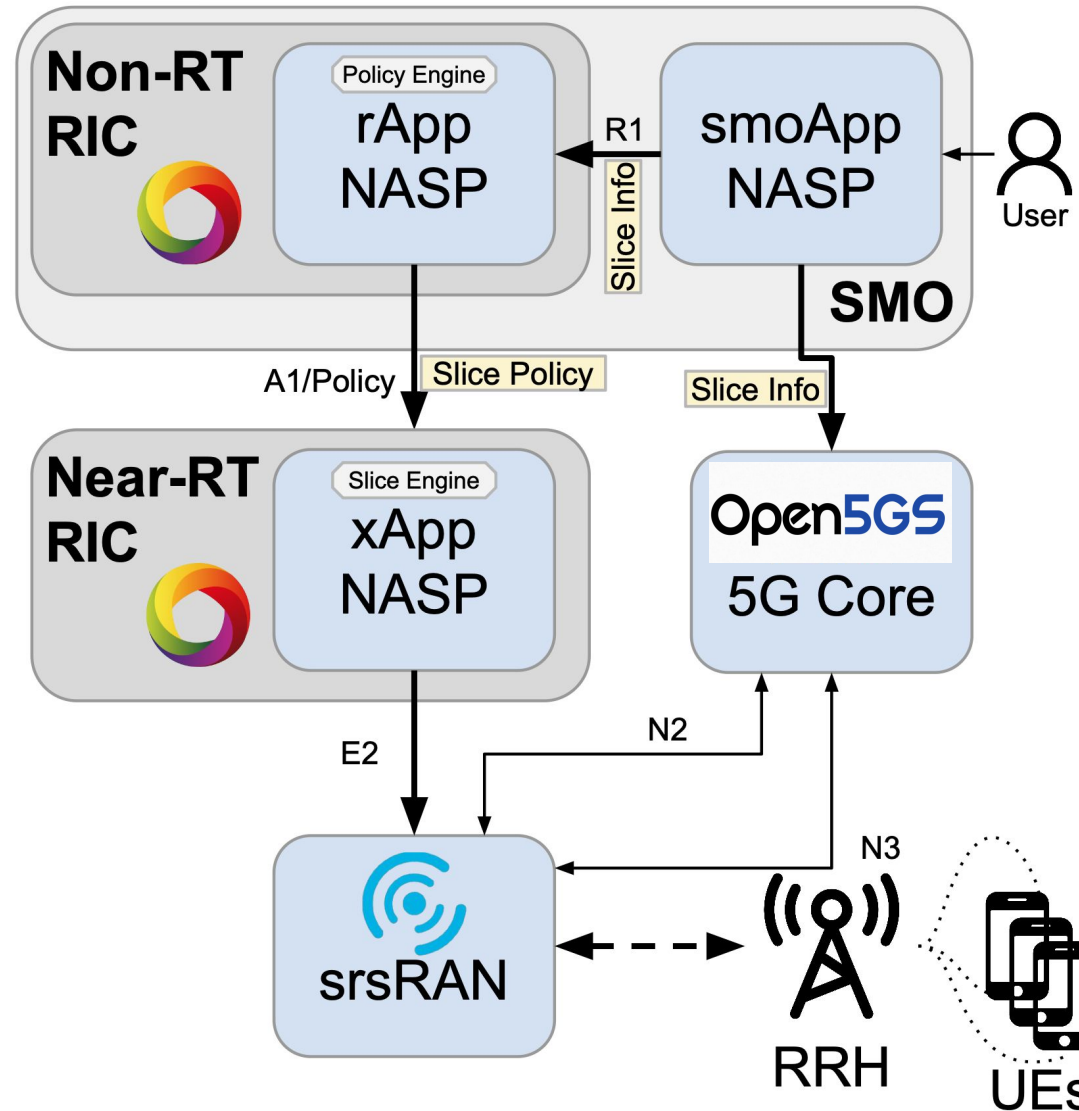 Non-RT
RIC
Policy Engine
rApp
NASP
R1
Slice Info
smoApp
NASP
User
SMO
A1/Policy
Slice Policy
Slice Info
Near-RT
RIC
Slice Engine
xApp
NASP
Open5GS
5G Core
E2
N2
N3
srsRAN
RRH
UEs